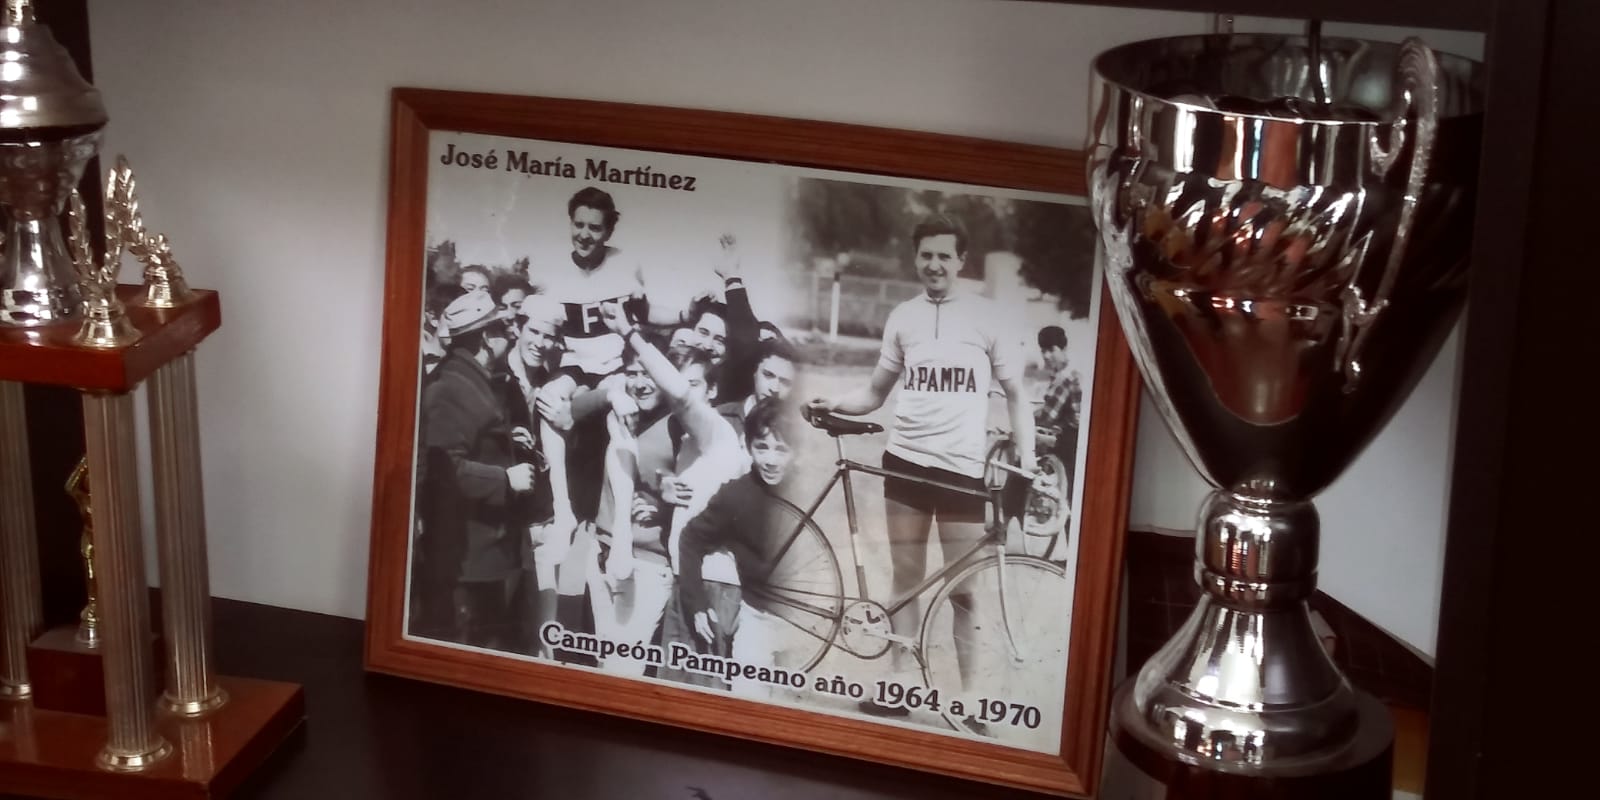 José María Martínez
F
LA PAMPA
Campeón Pampeano año 1964 a 1970